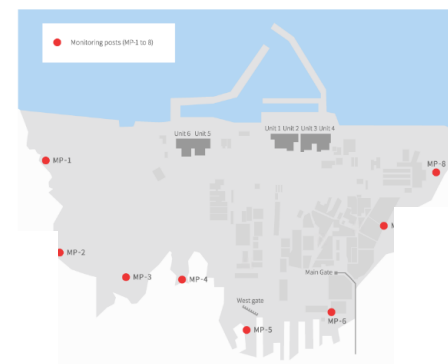 Monitoring posts (MP-1 to 8)
Unit 6 Unit 5
Unit 1 Unit 2 Unit 3 Unit 4
MP-1
MP-8
MP-2
MP-3
MP-4
Main Gate
West gate
MP-6
MP-5